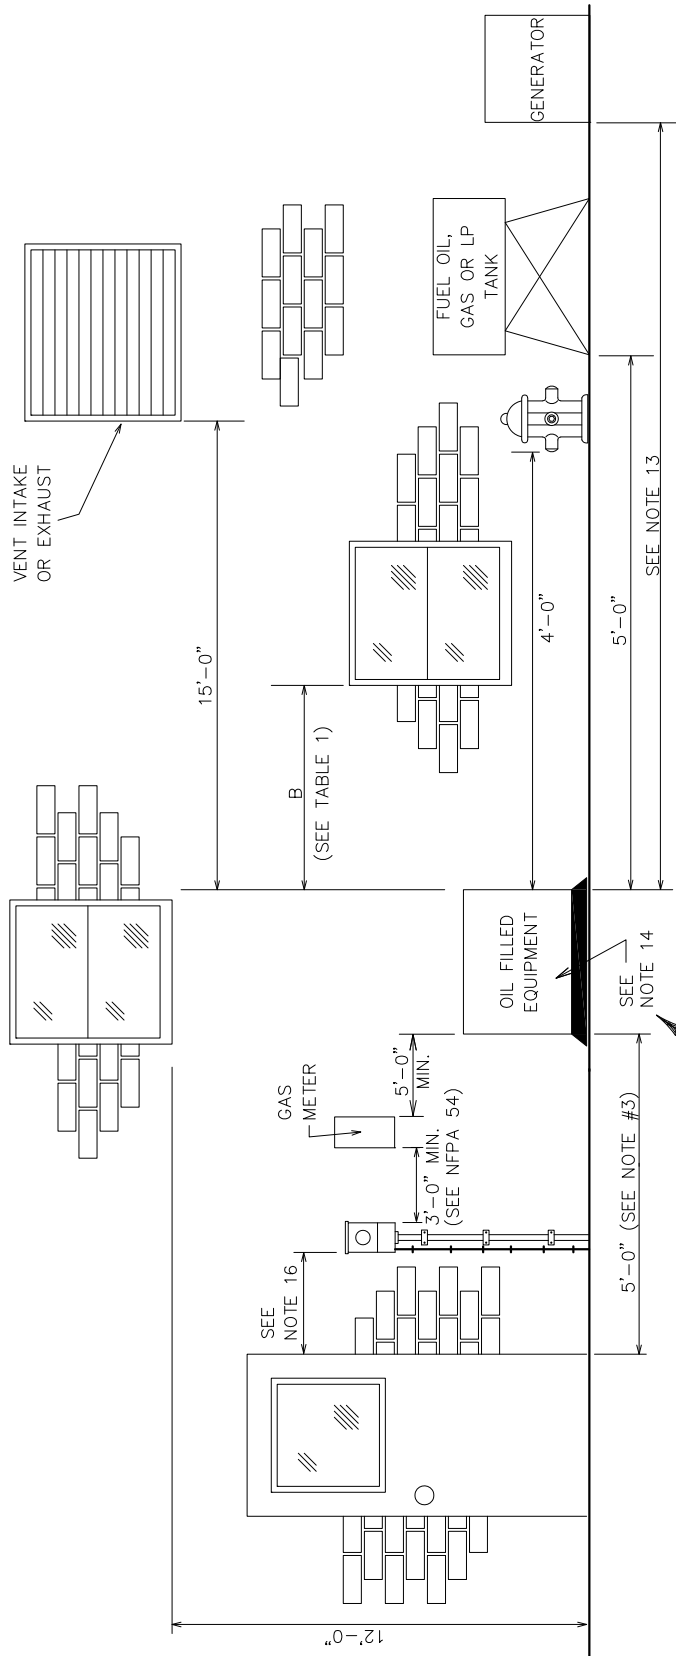 12'-0"
SEE
NOTE 16
3'-0" MIN.
(SEE NFPA 54)
GAS
METER
5'-0"
MIN.
5'-0" (SEE NOTE #3)
OIL FILLED
EQUIPMENT
SEE
NOTE 14
B
(SEE TABLE 1)
15'-0"
VENT INTAKE
OR EXHAUST
4'-0"
5'-0"
SEE NOTE 13
FUEL OIL,
GAS OR LP
TANK
GENERATOR